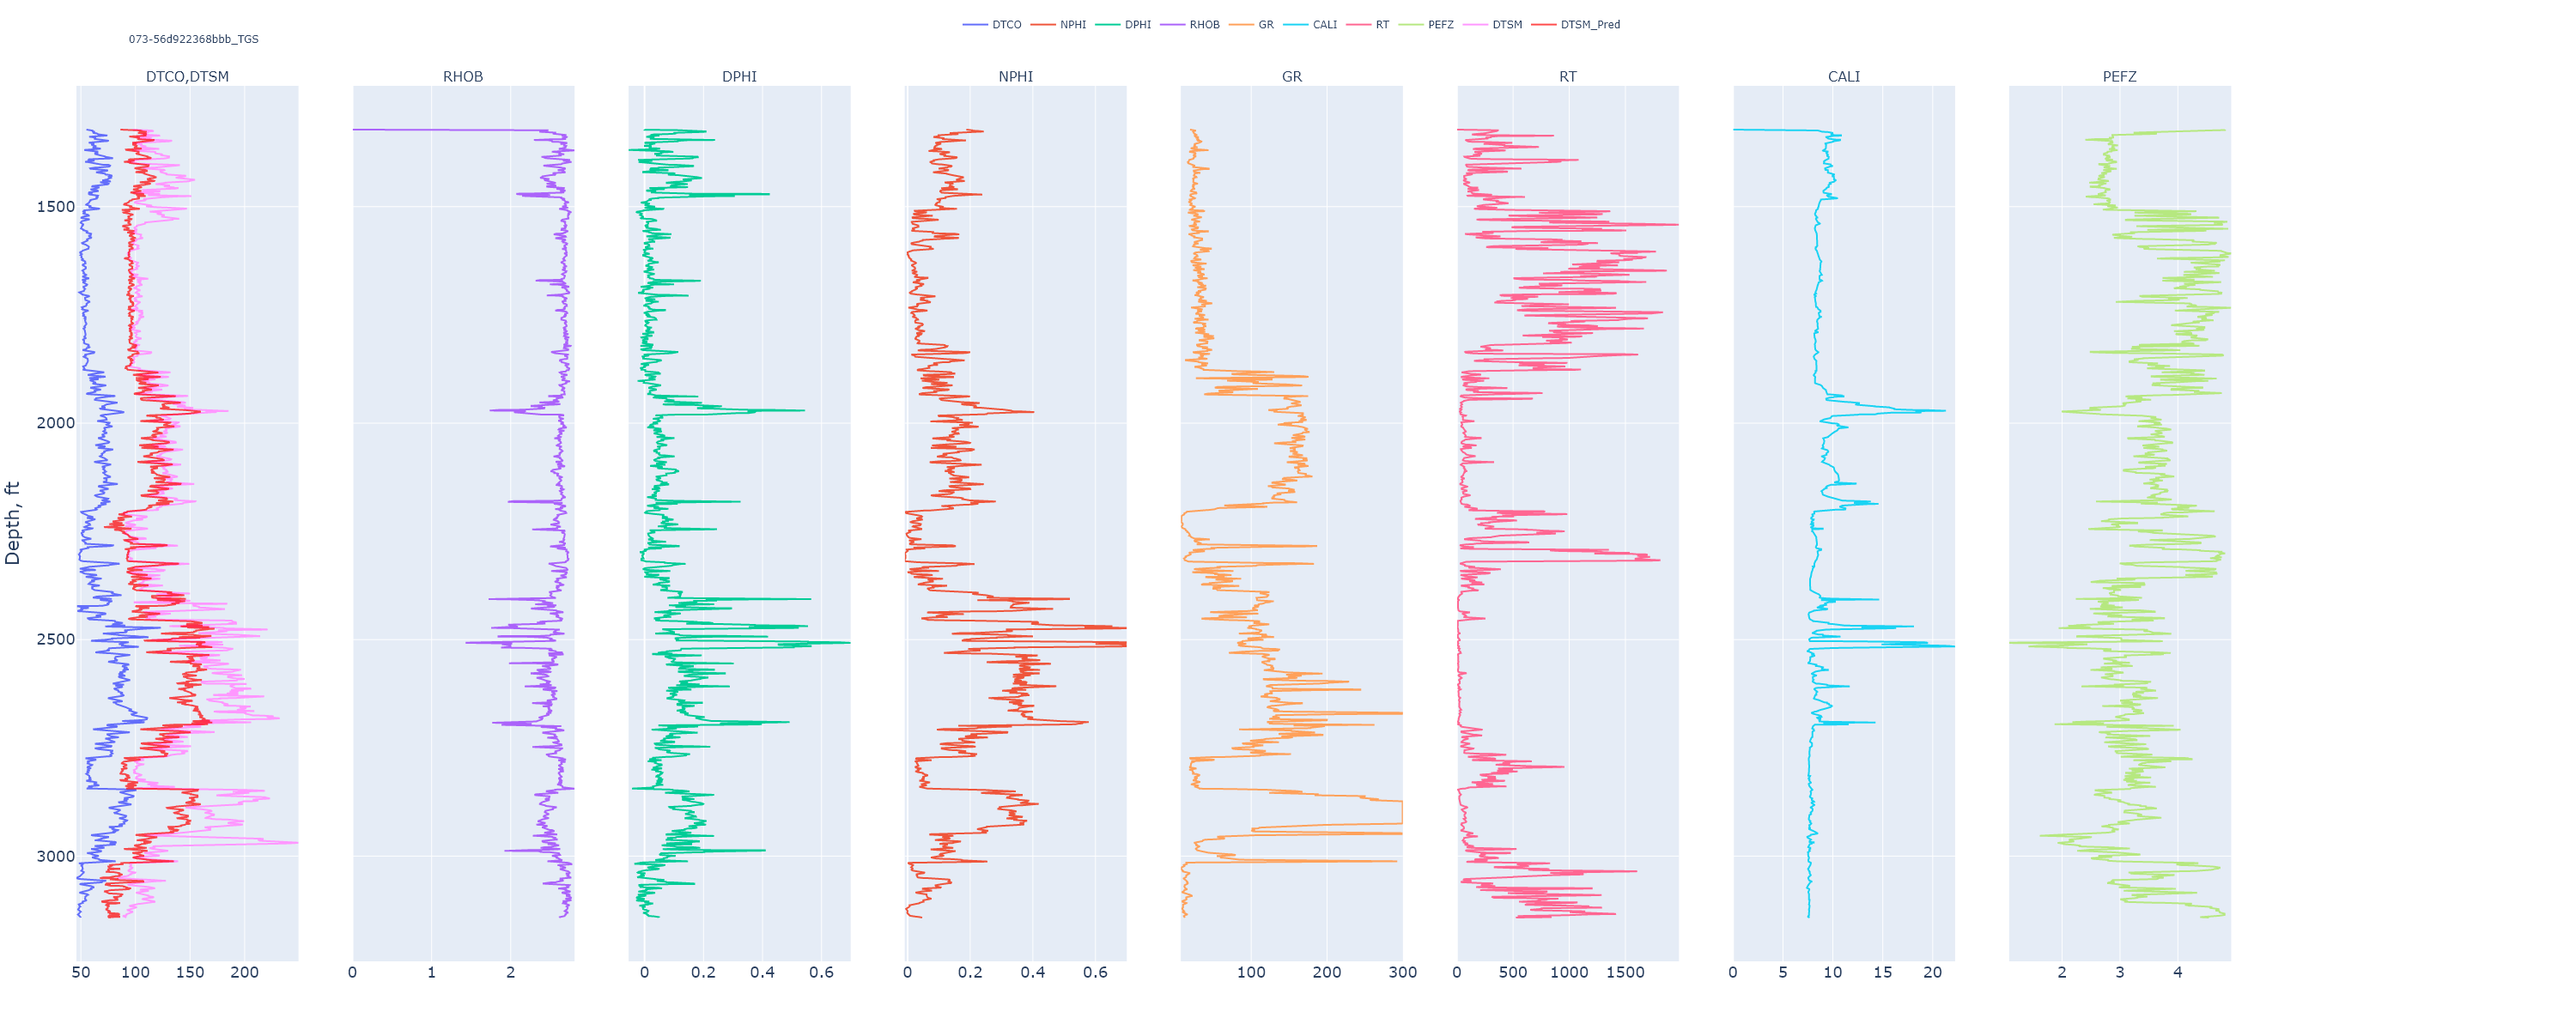 DTCO NPHI DPHI RHOB GR CALI RT PEFZ DTSM DTSM_Pred
073-56d922368bbb_TGS
DTCO,DTSM RHOB DPHI NPHI GR RT CALI PEFZ
1500
2000
2500
3000
Depth, ft
50 100 150 200 0 1 2 0 0.2 0.4 0.6 0 0.2 0.4 0.6 100 200 300 0 500 1000 1500 0 5 10 15 20 2 3 4